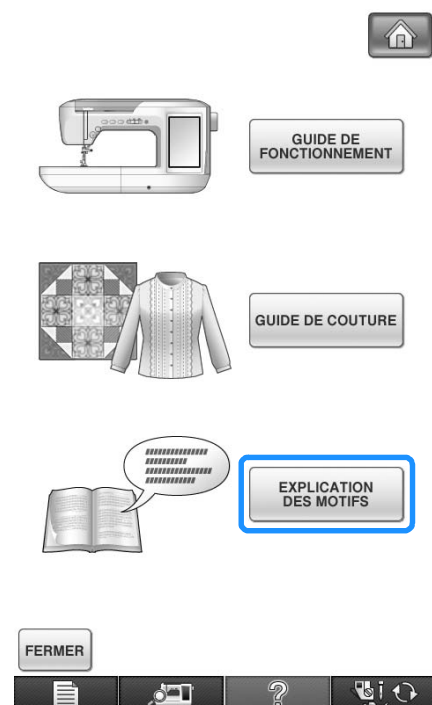 GUIDE DE
FONCTIONNEMENT
GUIDE DE COUTURE
EXPLICATION
DES MOTIFS
FERMER
?